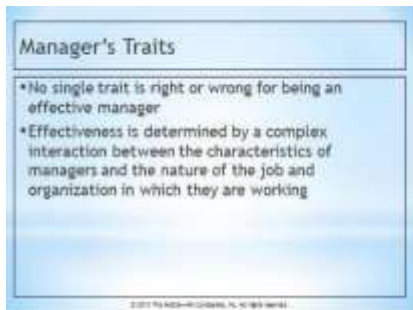 Manager's Traits
•No single trait is right or wrong for being an
effective manager
•Effectiveness is determined by a complex
interaction between the characteristics of
managers and the nature of the job and
organization in which they are working